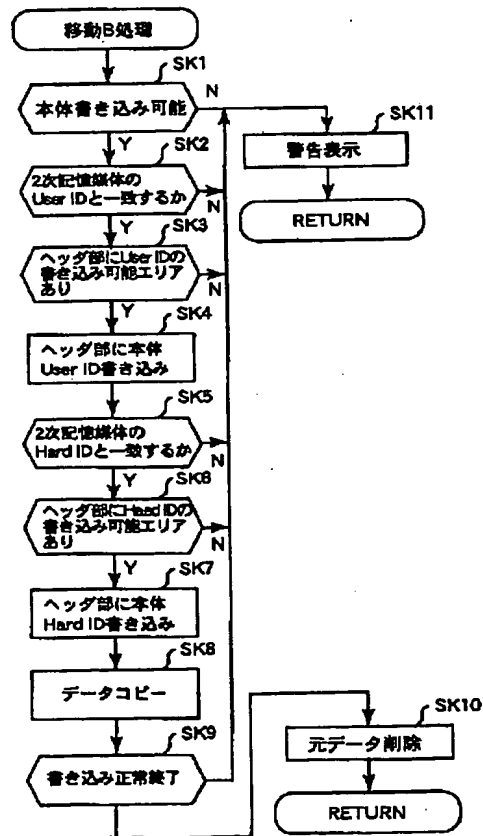 移動B処理
SK1
本体書き込み可能
N
Y
SK2
2次記憶媒体の
User IDと一致するか
N
Y
SK3
ヘッダ部にUser IDの
書き込み可能エリア
あり
N
Y
SK4
ヘッダ部に本体
User ID書き込み
SK5
2次記憶媒体の
Hard IDと一致するか
N
Y
SK6
ヘッダ部にHard IDの
書き込み可能エリア
あり
N
Y
SK7
ヘッダ部に本体
Hard ID書き込み
SK8
データコピー
SK9
書き込み正常終了
SK11
警告表示
RETURN
SK10
元データ削除
RETURN